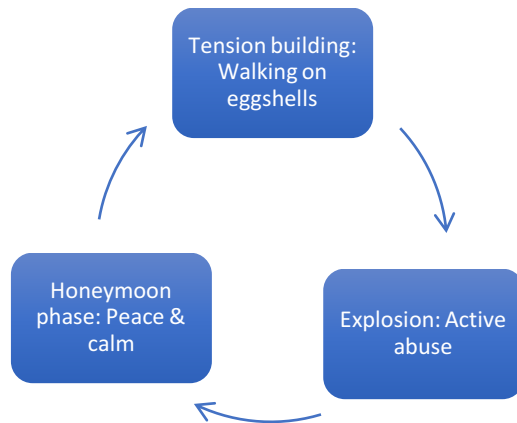 Tension building:
Walking on
eggshells
Explosion: Active
abuse
Honeymoon
phase: Peace &
calm